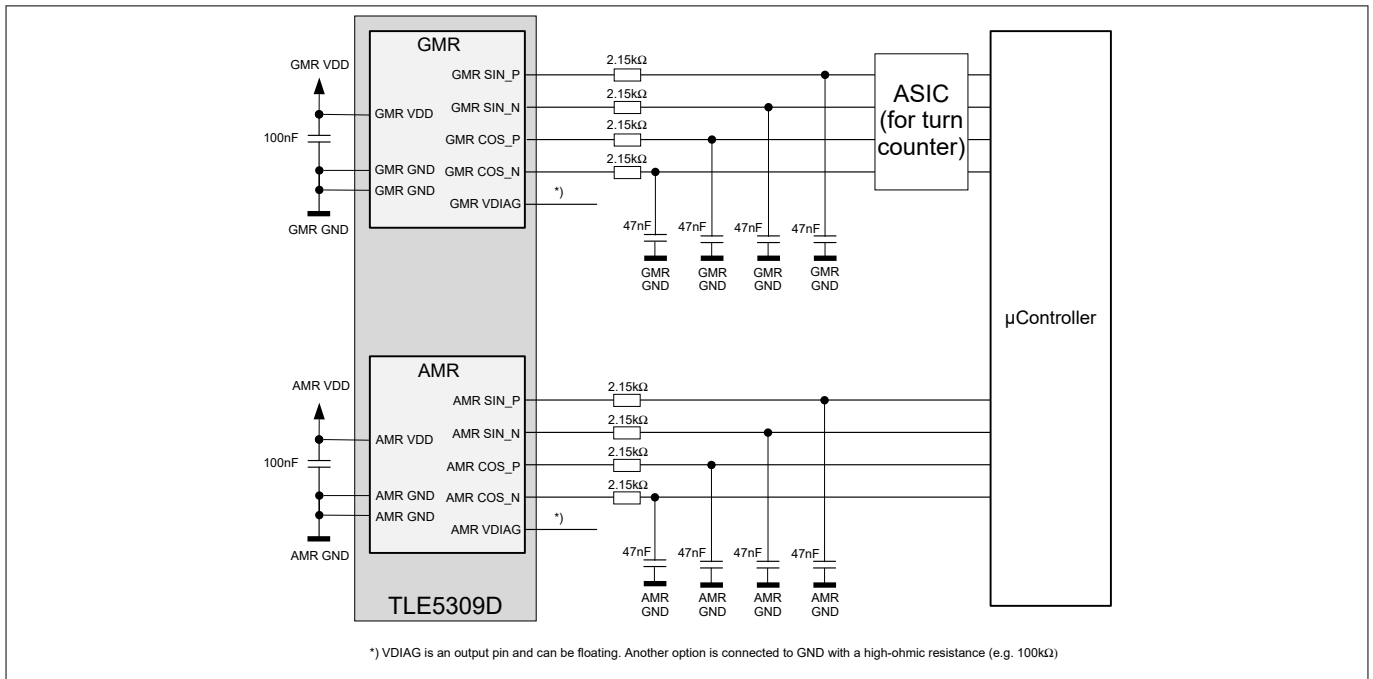 GMR
GMR VDD
GMR VDD
100nF
GMR GND
GMR GND
GMR GND
GMR SIN_P
GMR SIN_N
GMR COS_P
GMR COS_N
GMR VDIAG
2.15kΩ
2.15kΩ
2.15kΩ
2.15kΩ
*)
47nF
47nF
47nF
47nF
GMR
GND
GMR
GND
GMR
GND
GMR
GND
ASIC
(for turn
counter)
µController
AMR
AMR VDD
AMR VDD
100nF
AMR GND
AMR GND
AMR GND
AMR SIN_P
AMR SIN_N
AMR COS_P
AMR COS_N
AMR VDIAG
2.15kΩ
2.15kΩ
2.15kΩ
2.15kΩ
*)
47nF
47nF
47nF
47nF
AMR
GND
AMR
GND
AMR
GND
AMR
GND
TLE5309D
*) VDIAG is an output pin and can be floating. Another option is connected to GND with a high-ohmic resistance (e.g. 100kΩ)